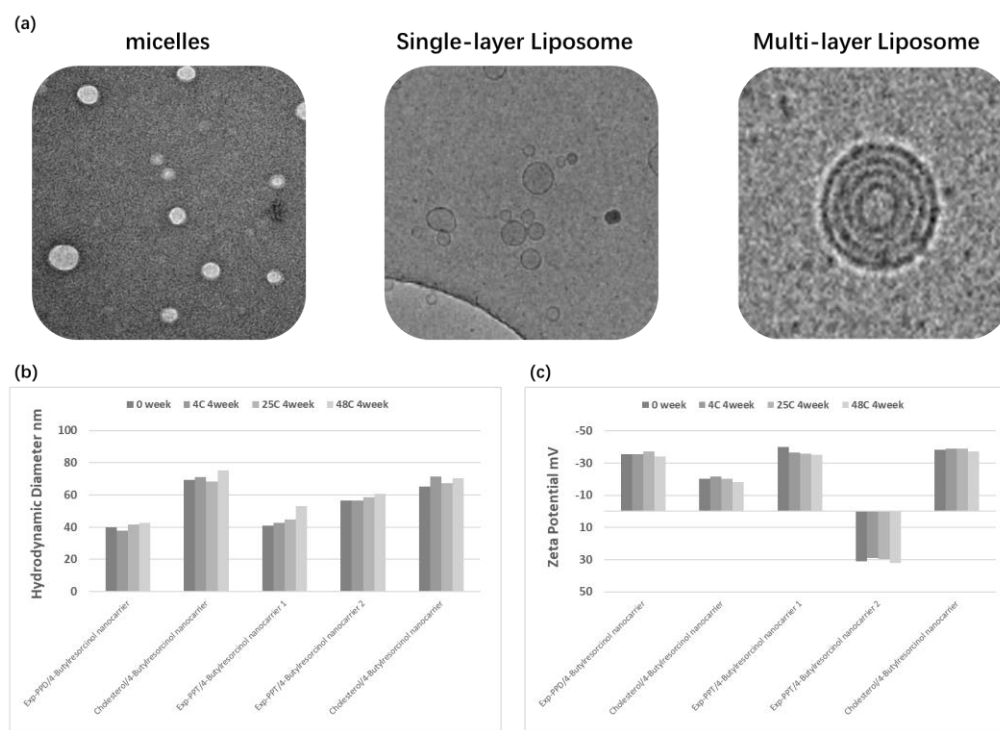 (a)
micelles
Single-layer Liposome
Multi-layer Liposome
(b)
0 week 4C 4week 25C 4week 48C 4week
Hydrodynamic Diameter nm
100
80
60
40
20
0
Exp-PPD/4-Butylresorcinol nanocarrier
Cholesterol/4-Butylresorcinol nanocarrier
Exp-PPT/4-Butylresorcinol nanocarrier 1
Exp-PPT/4-Butylresorcinol nanocarrier 2
Cholesterol/4-Butylresorcinol nanocarrier
(c)
0 week 4C 4week 25C 4week 48C 4week
Zeta Potential mV
-50
-30
-10
10
30
50
Exp-PPD/4-Butylresorcinol nanocarrier
Cholesterol/4-Butylresorcinol nanocarrier
Exp-PPT/4-Butylresorcinol nanocarrier 1
Exp-PPT/4-Butylresorcinol nanocarrier 2
Cholesterol/4-Butylresorcinol nanocarrier